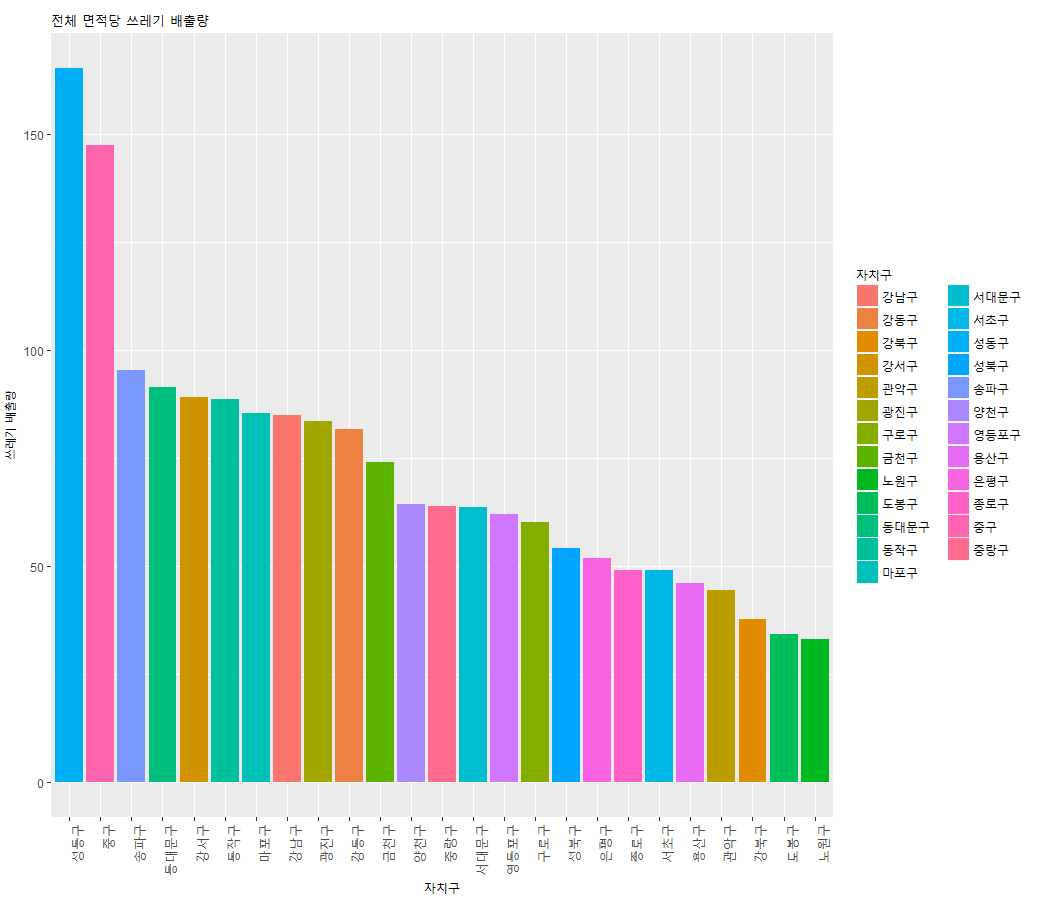 전체 면적당 쓰레기 배출량
쓰레기 배출량
150
100
50
0
성동구
중구
송파구
동대문구
강서구
동작구
마포구
강남구
광진구
강동구
금천구
양천구
중랑구
서대문구
영등포구
구로구
성북구
은평구
종로구
서초구
용산구
관악구
강북구
도봉구
노원구
자치구
자치구
강남구
강동구
강북구
강서구
관악구
광진구
구로구
금천구
노원구
도봉구
동대문구
동작구
마포구
서대문구
서초구
성동구
성북구
송파구
양천구
영등포구
용산구
은평구
종로구
중구
중랑구